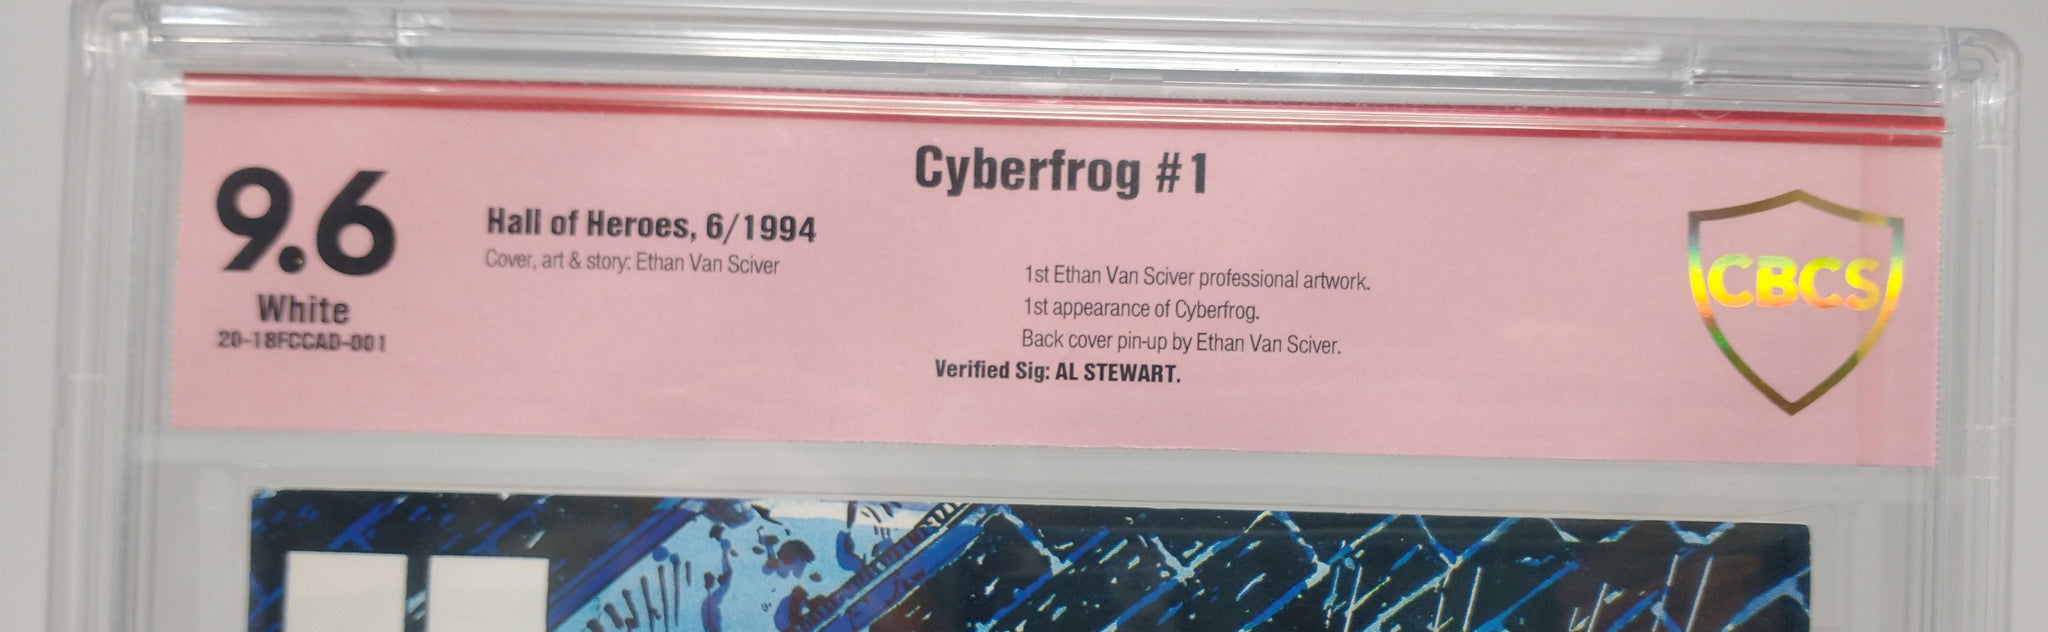 Cyberfrog #1
9.6
White
20-18FCCAD-001
Hall of Heroes, 6/1994
Cover, art & story: Ethan Van Sciver
1st Ethan Van Sciver professional artwork.
1st appearance of Cyberfrog.
Back cover pin-up by Ethan Van Sciver.
Verified Sig: AL STEWART.
CBCS